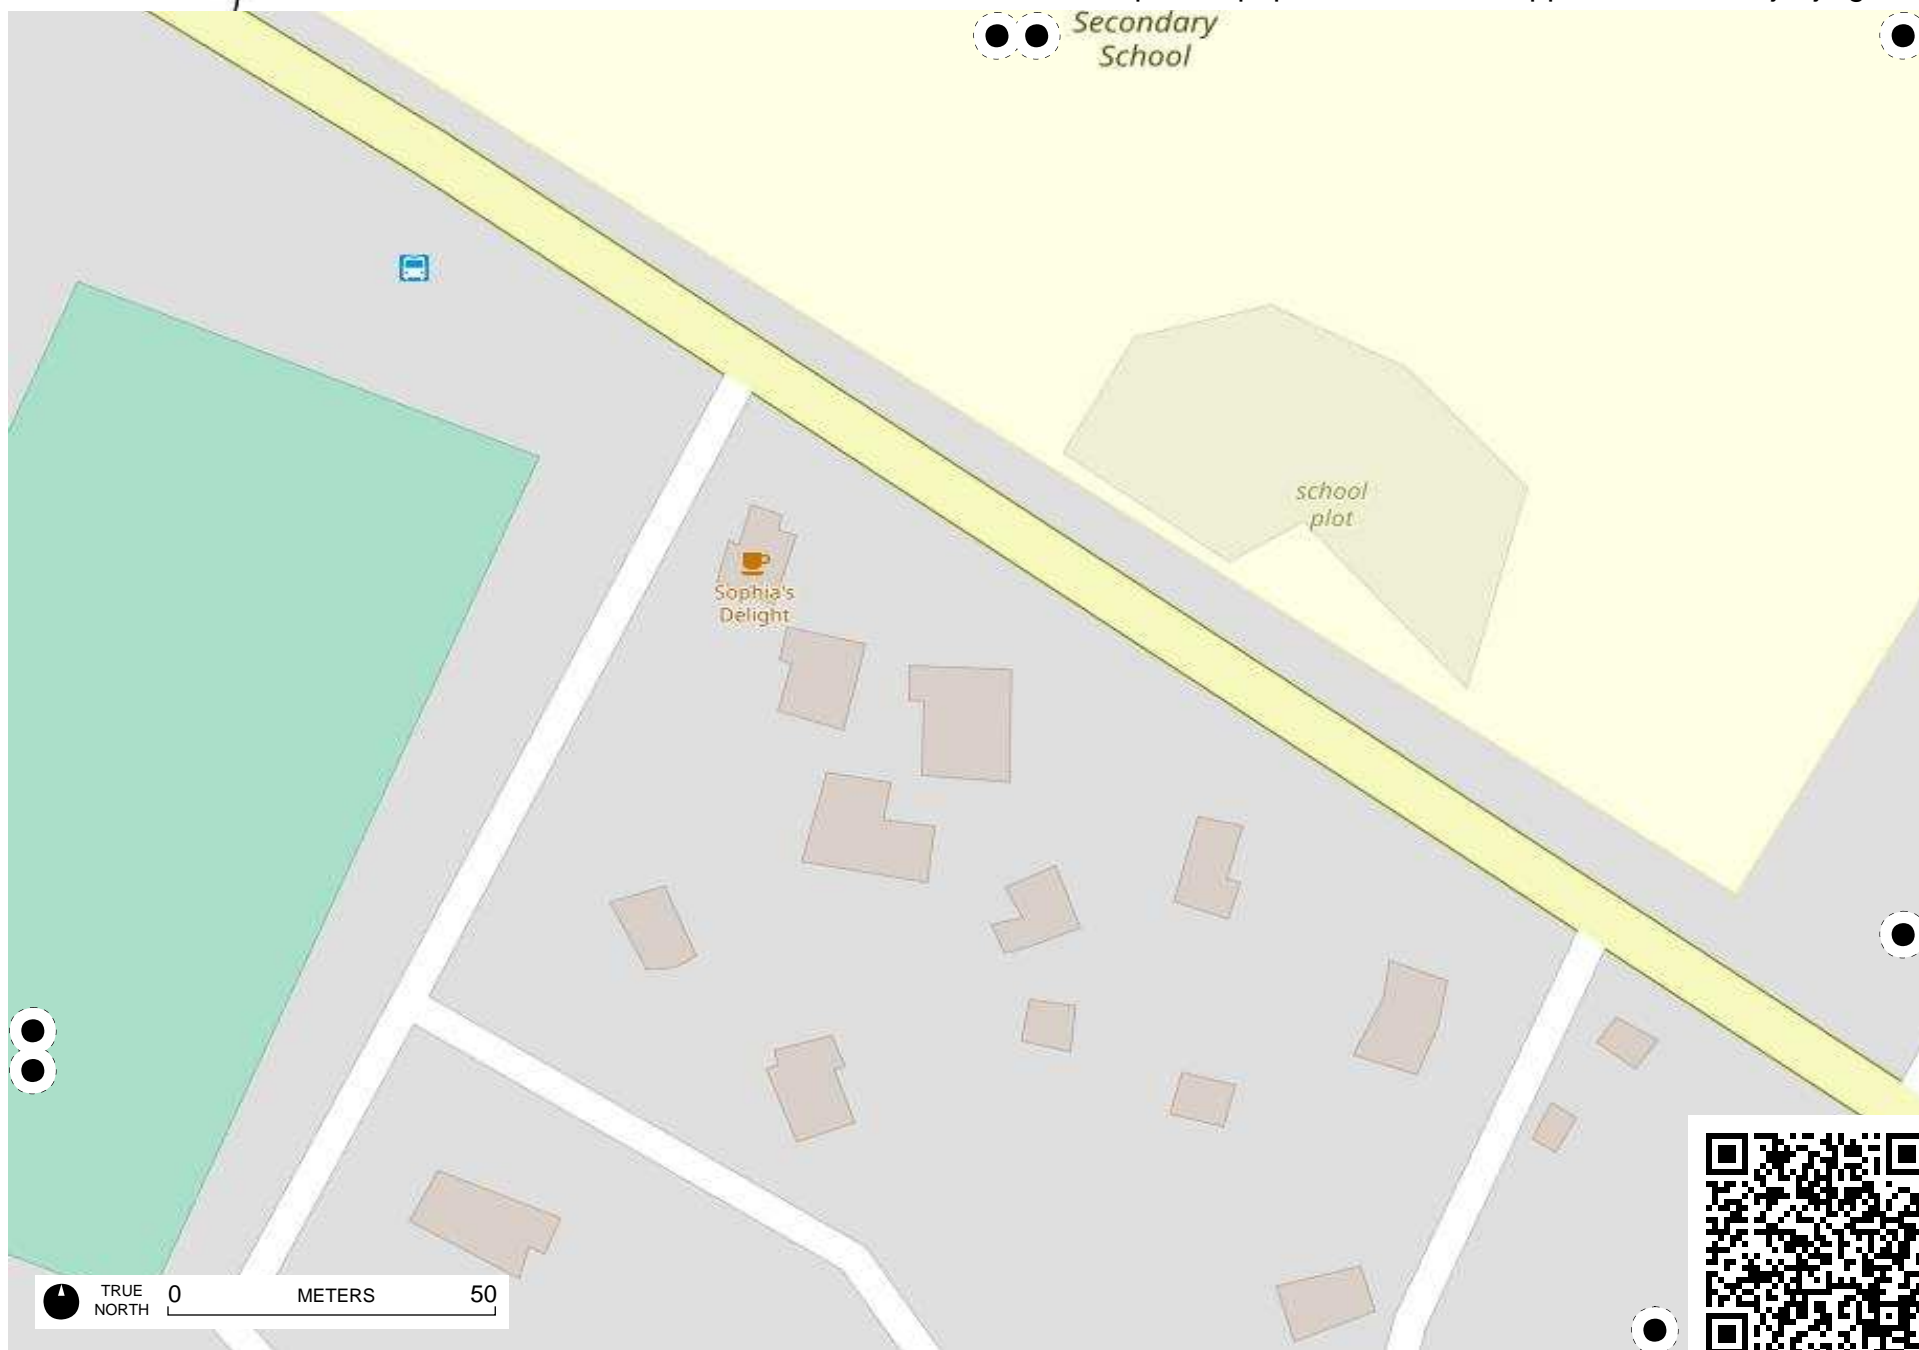 Secondary
School
school
plot
Sophia's
Delight
TRUE
NORTH
0
METERS
50